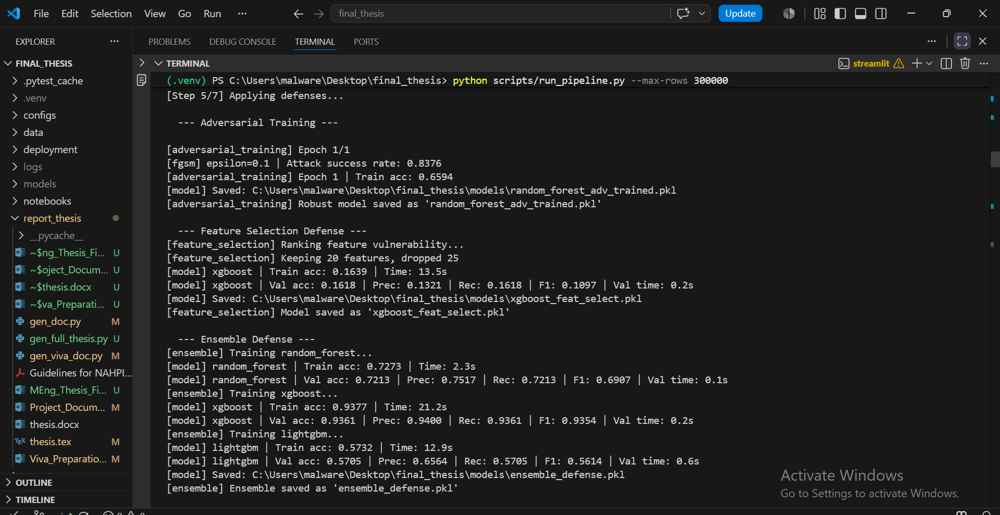 File Edit Selection View Go Run ··· final_thesis Update
EXPLORER ···
PROBLEMS DEBUG CONSOLE TERMINAL PORTS ···
FINAL_THESIS
.pytest_cache
.venv
configs
data
deployment
logs
models
notebooks
report_thesis
__pycache__
~$ng_Thesis_Fi... U
~$oject_Docum... U
~$thesis.docx U
~$va_Preparati... U
gen_doc.py M
gen_full_thesis.py U
gen_viva_doc.py M
Guidelines for NAHPI...
MEng_Thesis_Fi... U
Project_Docum... M
thesis.docx
TEX thesis.tex M
Viva_Preparatio... M
OUTLINE
TIMELINE
TERMINAL streamlit ···
(.venv) PS C:\Users\malware\Desktop\final_thesis> python scripts/run_pipeline.py --max-rows 300000
[Step 5/7] Applying defenses...
--- Adversarial Training ---
[adversarial_training] Epoch 1/1
[fgsm] epsilon=0.1 | Attack success rate: 0.8376
[adversarial_training] Epoch 1 | Train acc: 0.6594
[model] Saved: C:\Users\malware\Desktop\final_thesis\models\random_forest_adv_trained.pkl
[adversarial_training] Robust model saved as 'random_forest_adv_trained.pkl'
--- Feature Selection Defense ---
[feature_selection] Ranking feature vulnerability...
[feature_selection] Keeping 20 features, dropped 25
[model] xgboost | Train acc: 0.1639 | Time: 13.5s
[model] xgboost | Val acc: 0.1618 | Prec: 0.1321 | Rec: 0.1618 | F1: 0.1097 | Val time: 0.2s
[model] Saved: C:\Users\malware\Desktop\final_thesis\models\xgboost_feat_select.pkl
[feature_selection] Model saved as 'xgboost_feat_select.pkl'
--- Ensemble Defense ---
[ensemble] Training random_forest...
[model] random_forest | Train acc: 0.7273 | Time: 2.3s
[model] random_forest | Val acc: 0.7213 | Prec: 0.7517 | Rec: 0.7213 | F1: 0.6907 | Val time: 0.1s
[ensemble] Training xgboost...
[model] xgboost | Train acc: 0.9377 | Time: 21.2s
[model] xgboost | Val acc: 0.9361 | Prec: 0.9400 | Rec: 0.9361 | F1: 0.9354 | Val time: 0.2s
[ensemble] Training lightgbm...
[model] lightgbm | Train acc: 0.5732 | Time: 12.9s
[model] lightgbm | Val acc: 0.5705 | Prec: 0.6564 | Rec: 0.5705 | F1: 0.5614 | Val time: 0.6s
[model] Saved: C:\Users\malware\Desktop\final_thesis\models\ensemble_defense.pkl
[ensemble] Ensemble saved as 'ensemble_defense.pkl'
Activate Windows
Go to Settings to activate Windows.